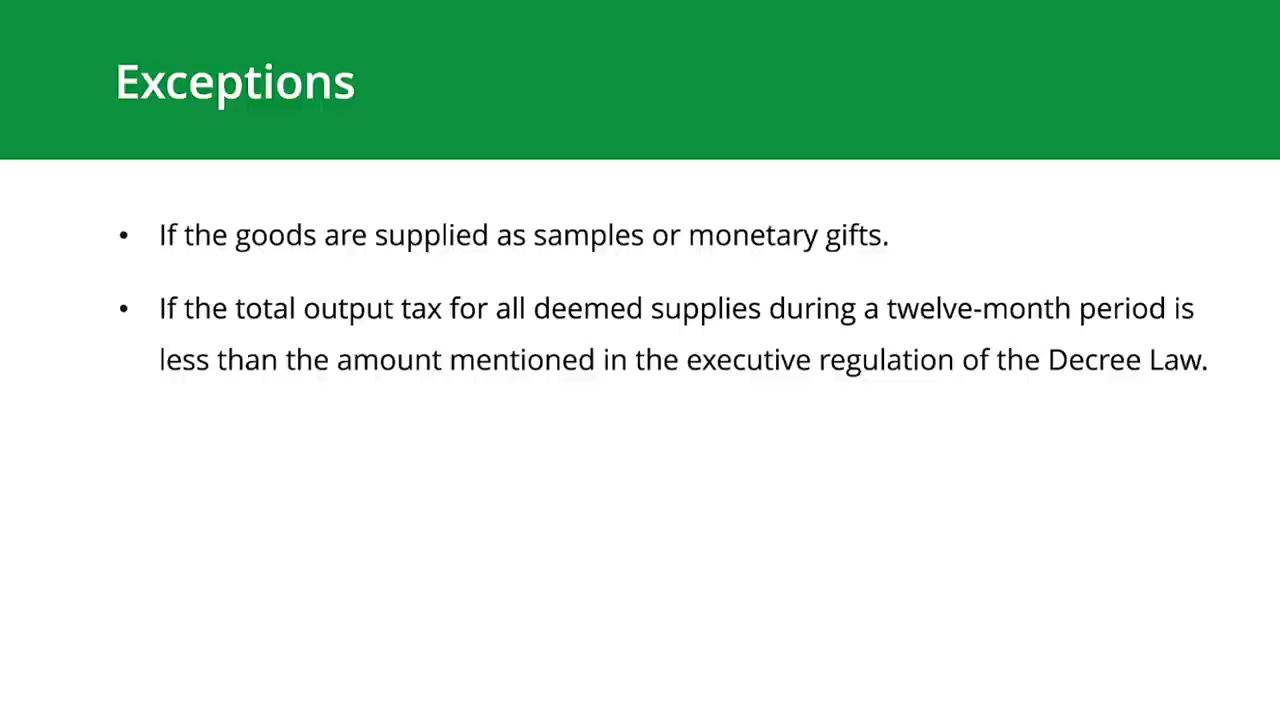 Exceptions
• If the goods are supplied as samples or monetary gifts.
• If the total output tax for all deemed supplies during a twelve-month period is
less than the amount mentioned in the executive regulation of the Decree Law.